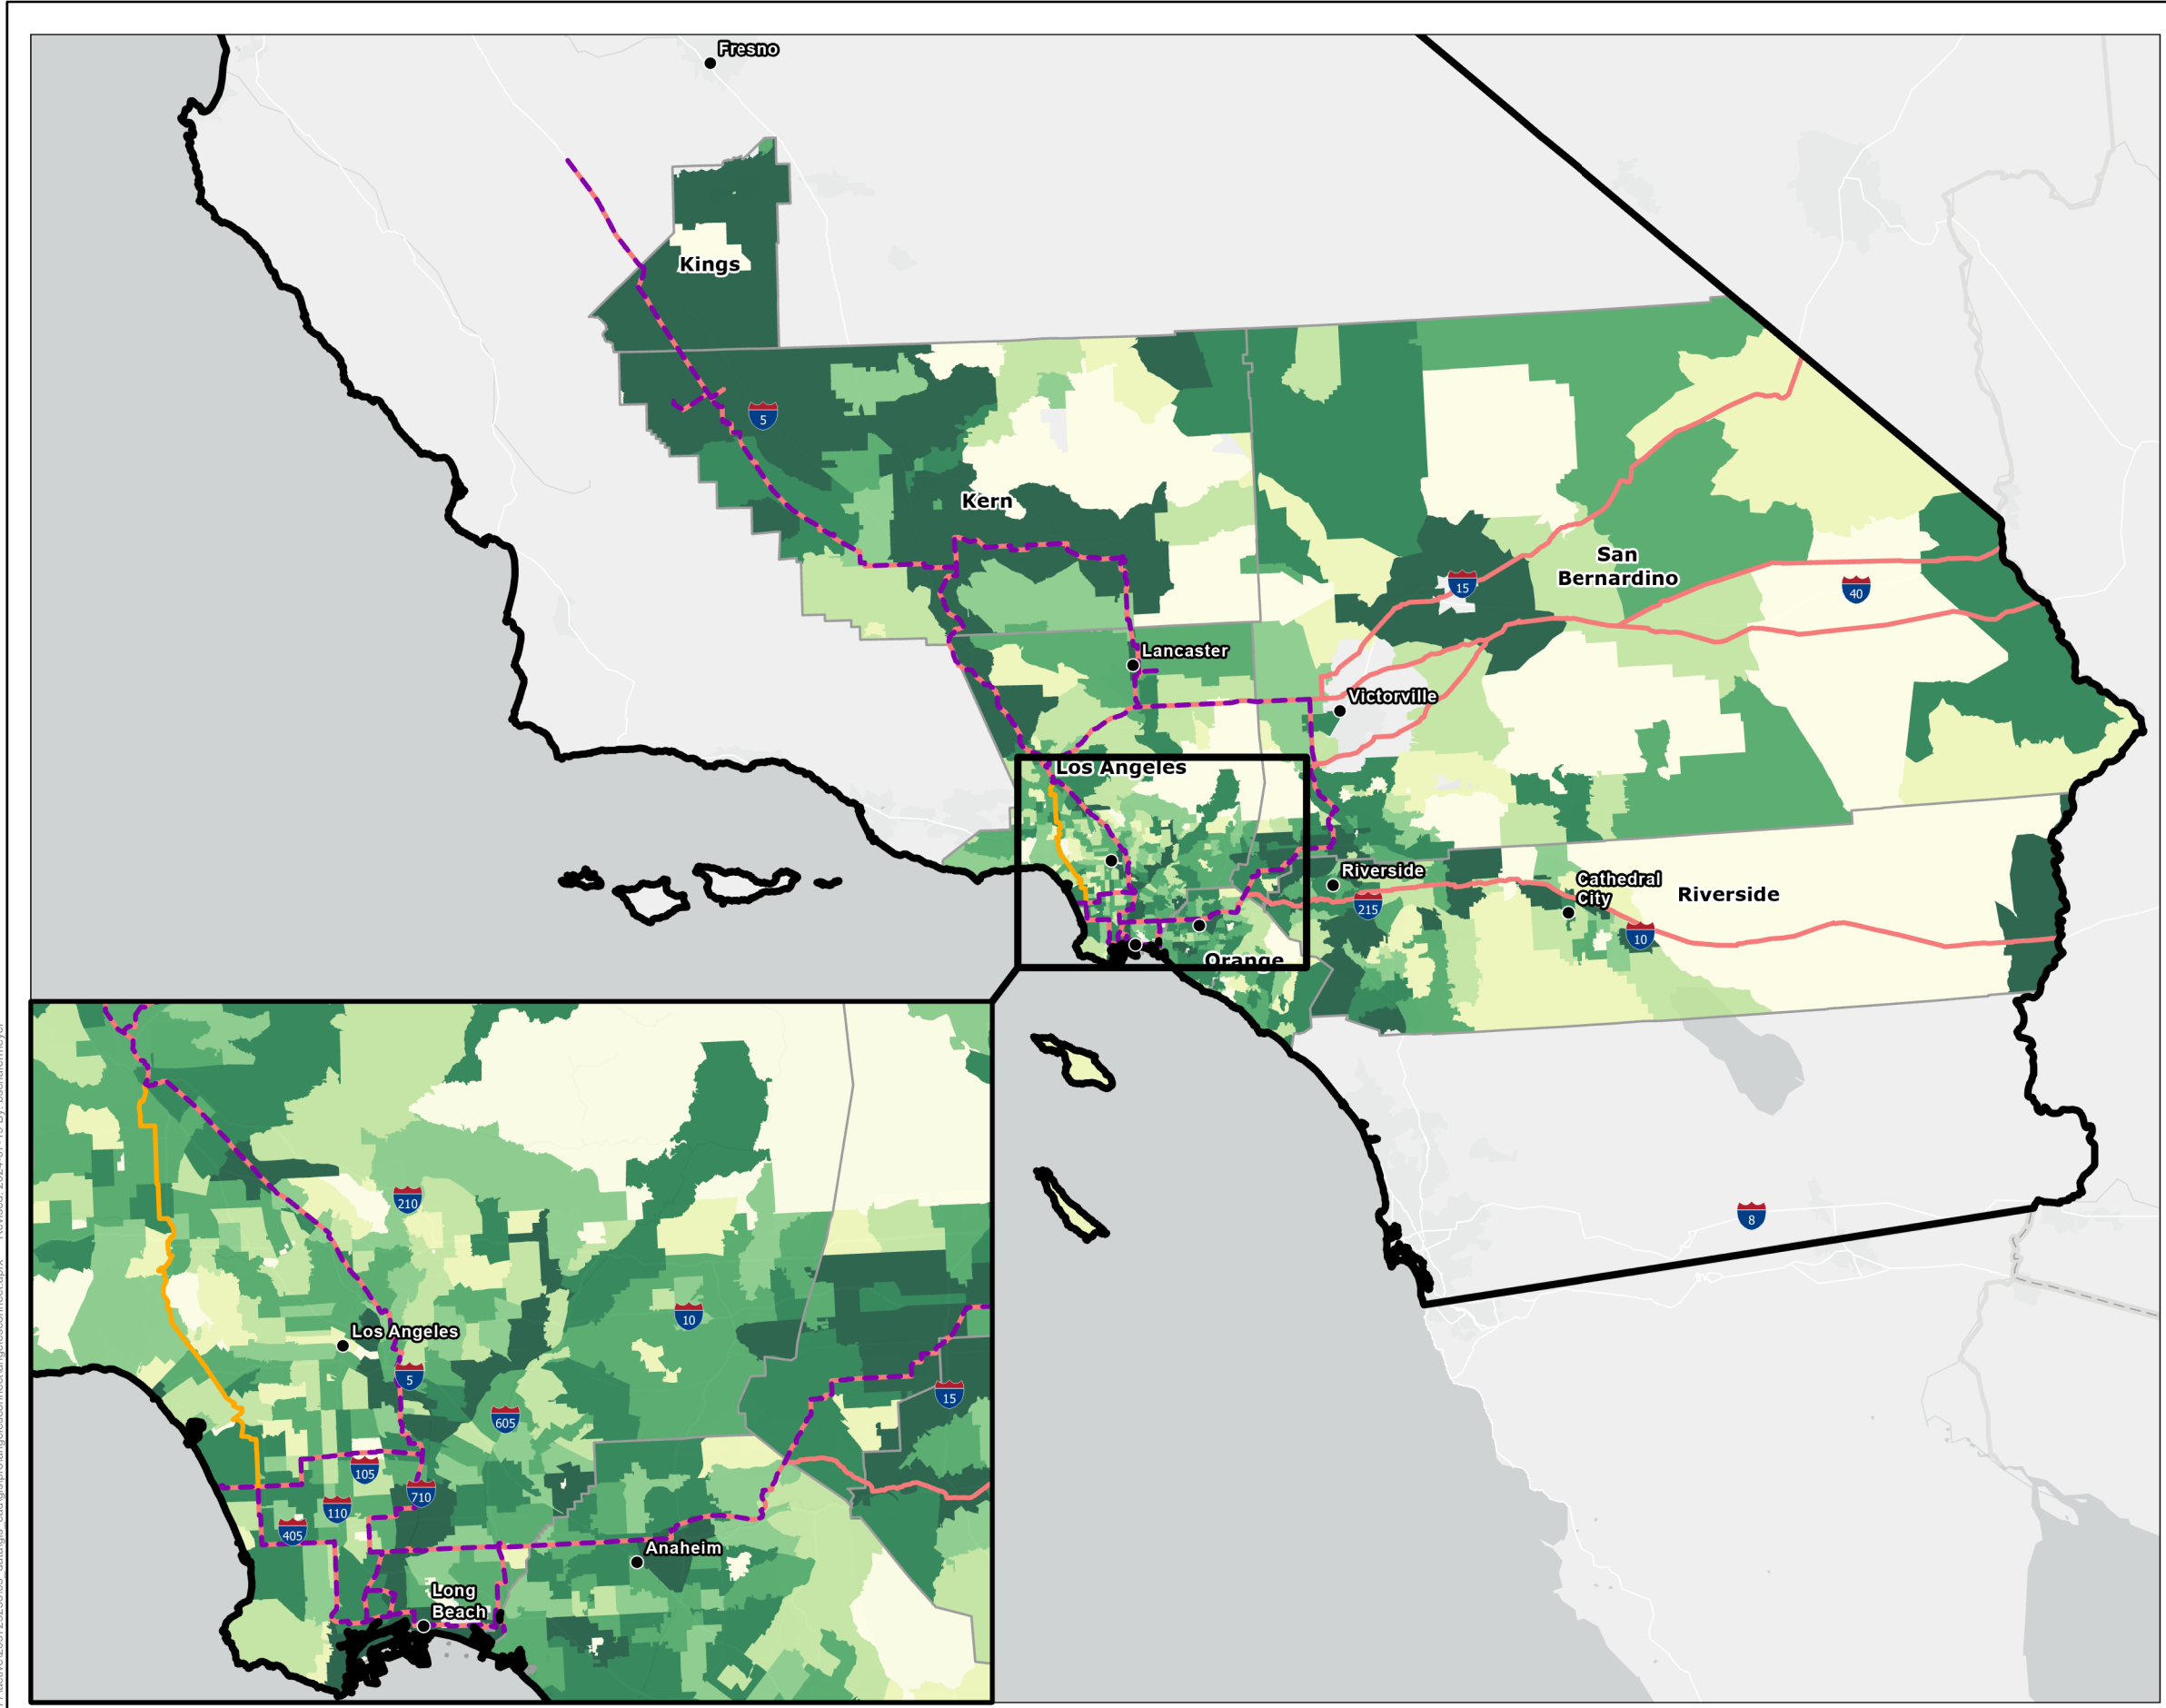 Fresno
Kings
5
Kern
San
Bernardino
15
40
Lancaster
Victorville
Los Angeles
Riverside
Cathedral
City
Riverside
215
10
Orange
210
8
Los Angeles
10
5
15
605
105
710
110
405
Anaheim
Long
Beach